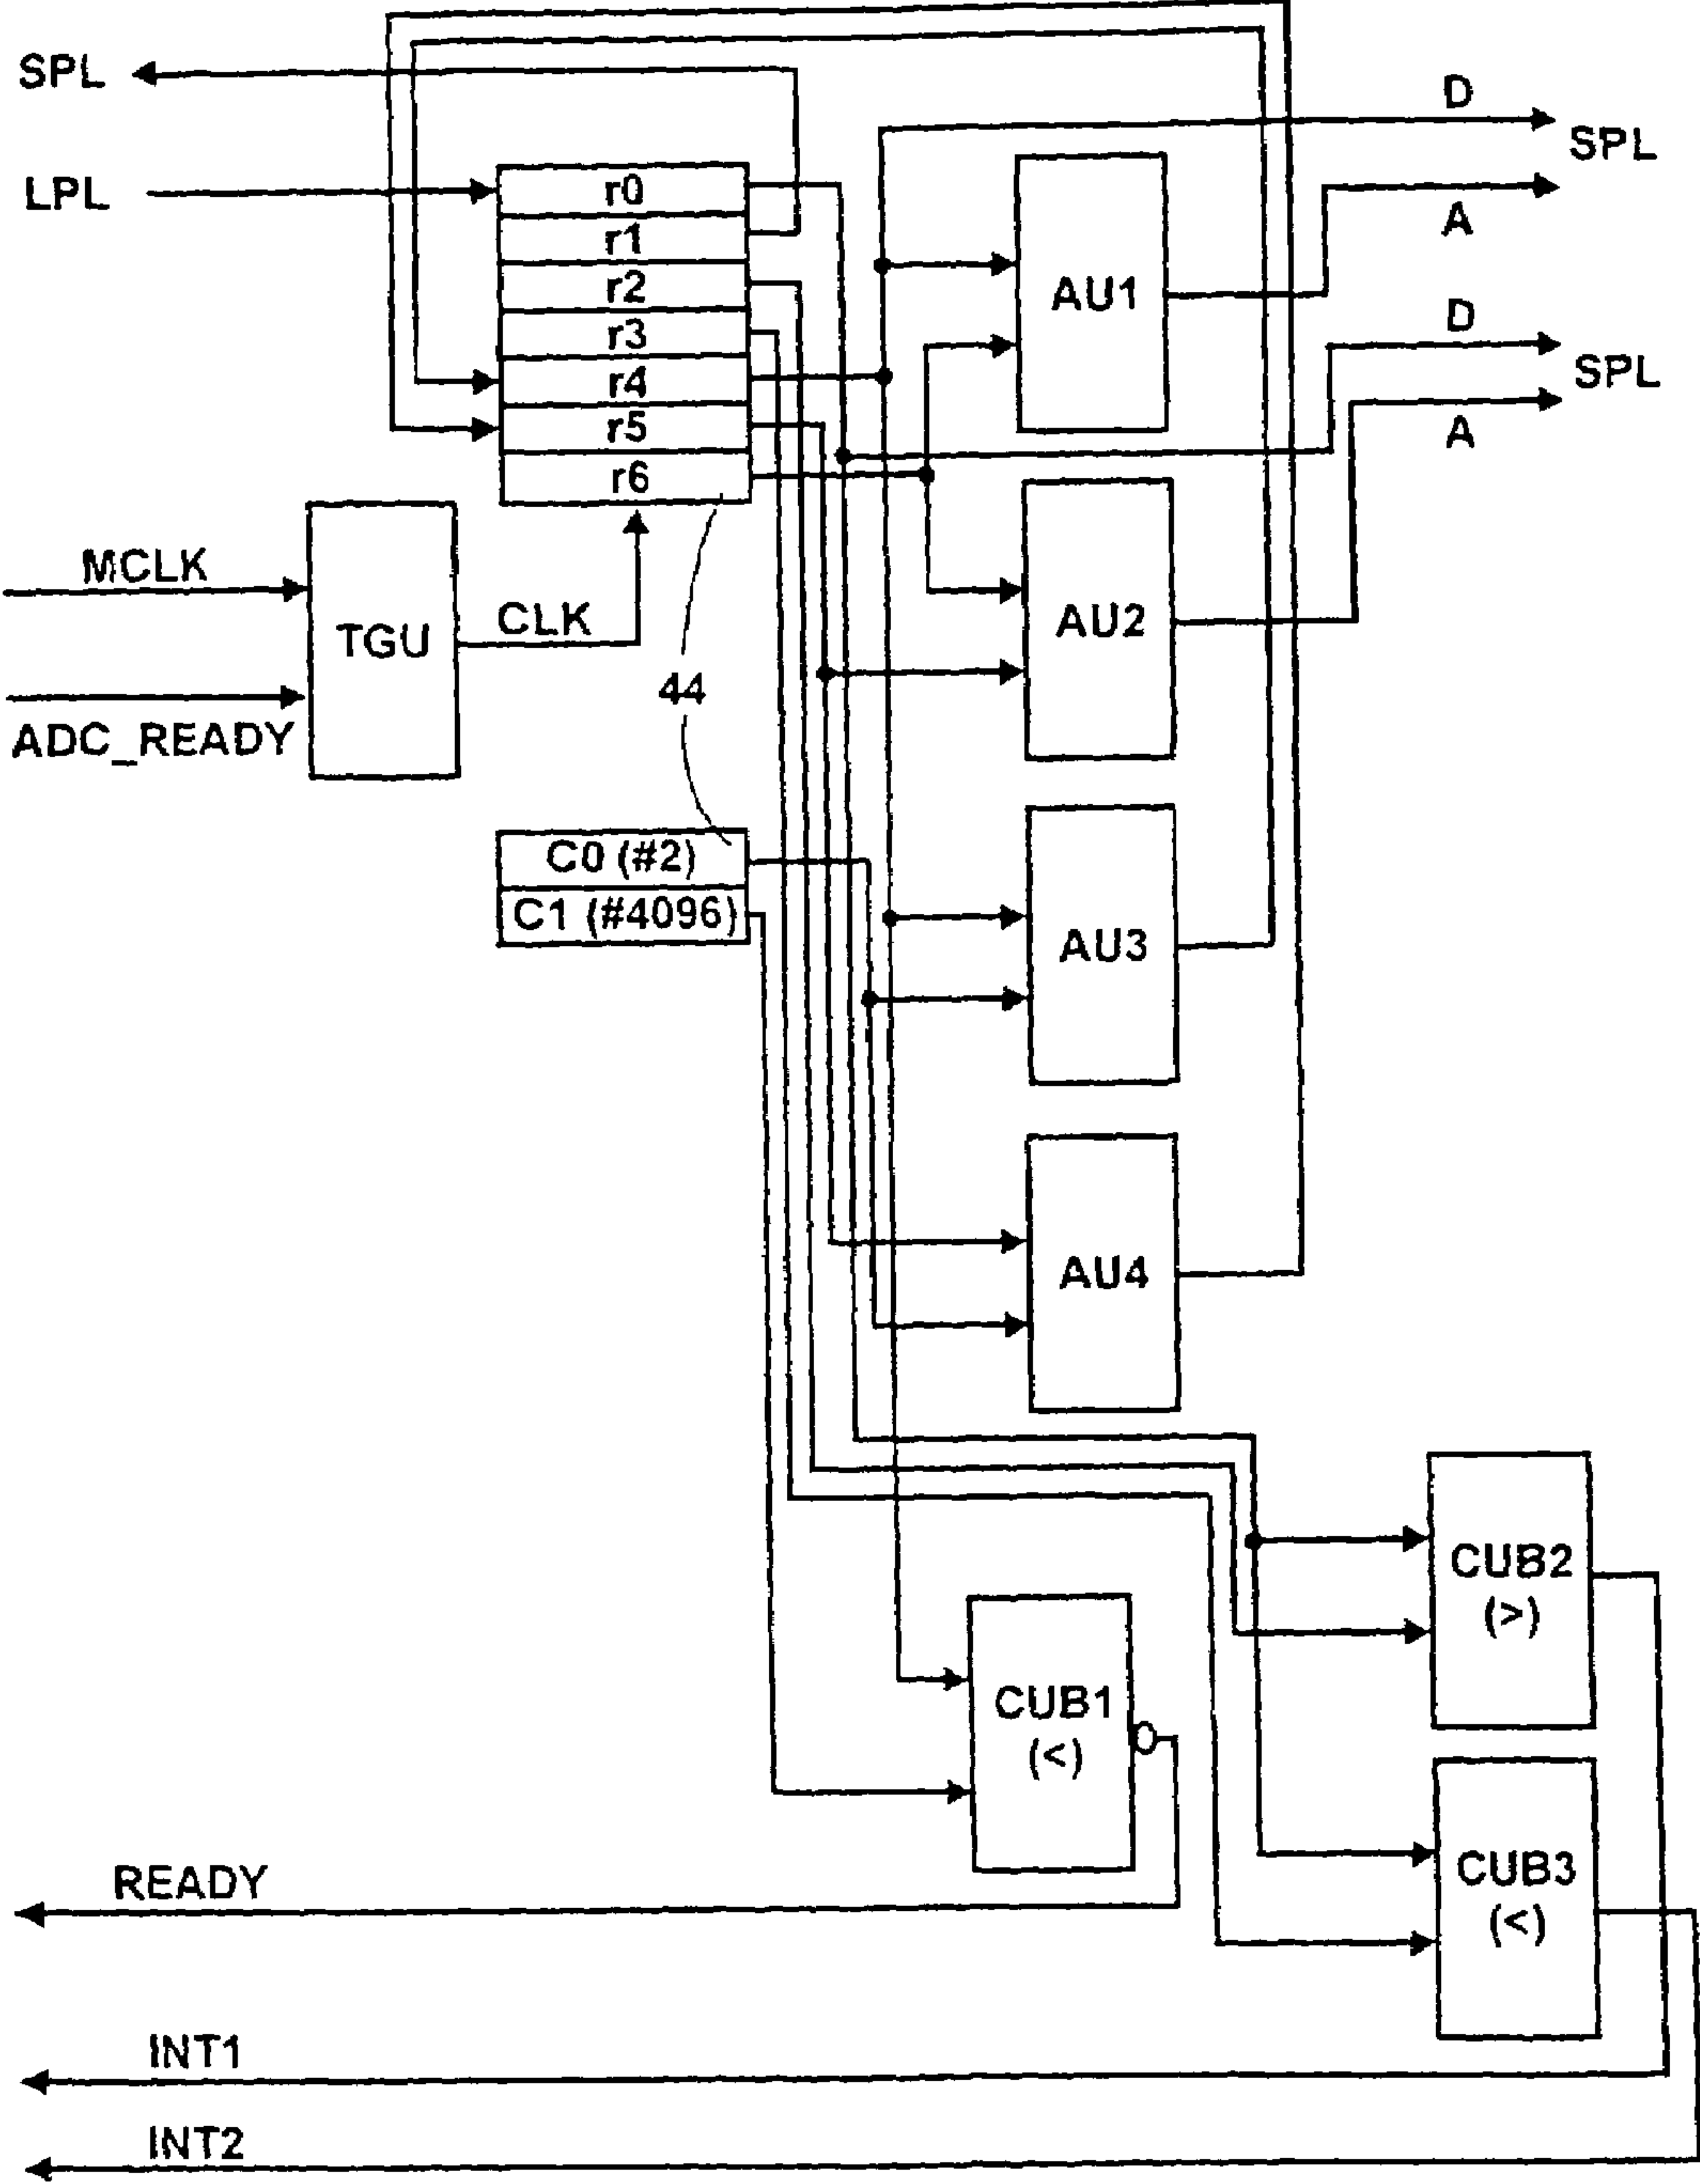 SPL
D
SPL
LPL
A
r0
r1
r2
r3
r4
r5
r6
AU1
D
SPL
A
MCLK
TGU
CLK
ADC_READY
44
AU2
C0 (#2)
C1 (#4096)
AU3
AU4
CUB2
(>)
CUB1
(<)
CUB3
(<)
READY
INT1
INT2